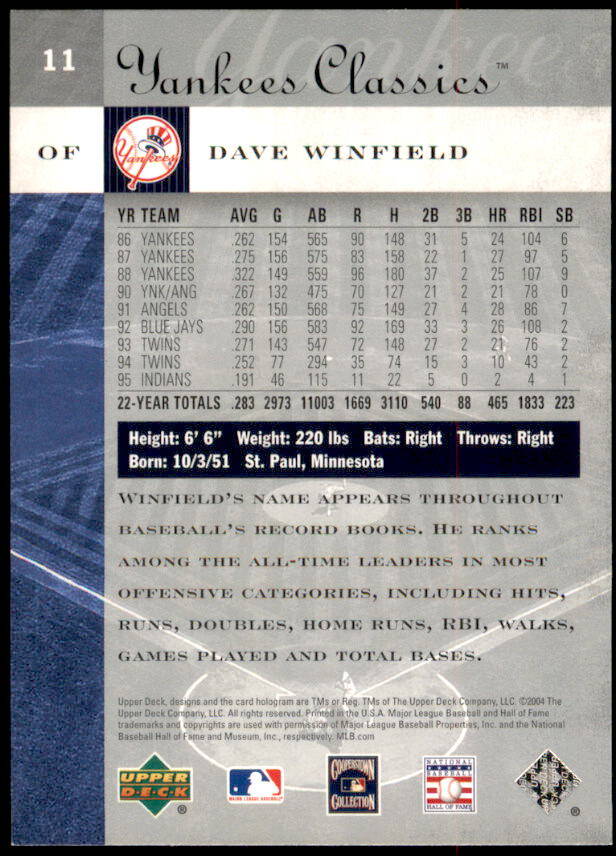 11
Yankees Classics™
OF
Yankees
DAVE WINFIELD
YR TEAM AVG G AB R H 2B 3B HR RBI SB
86 YANKEES .262 154 565 90 148 31 5 24 104 6
87 YANKEES .275 156 575 83 158 22 1 27 97 5
88 YANKEES .322 149 559 96 180 37 2 25 107 9
90 YNK/ANG .267 132 475 70 127 21 2 21 78 0
91 ANGELS .262 150 568 75 149 27 4 28 86 7
92 BLUE JAYS .290 156 583 92 169 33 3 26 108 2
93 TWINS .271 143 547 72 148 27 2 21 76 2
94 TWINS .252 77 294 35 74 15 3 10 43 2
95 INDIANS .191 46 115 11 22 5 0 2 4 1
22-YEAR TOTALS .283 2973 11003 1669 3110 540 88 465 1833 223
Height: 6' 6" Weight: 220 lbs Bats: Right Throws: Right
Born: 10/3/51 St. Paul, Minnesota
WINFIELD'S NAME APPEARS THROUGHOUT
BASEBALL'S RECORD BOOKS. HE RANKS
AMONG THE ALL-TIME LEADERS IN MOST
OFFENSIVE CATEGORIES, INCLUDING HITS,
RUNS, DOUBLES, HOME RUNS, RBI, WALKS,
GAMES PLAYED AND TOTAL BASES.
Upper Deck, designs and the card hologram are TMs or Reg. TMs of The Upper Deck Company, LLC. ©2004 The
Upper Deck Company, LLC. All rights reserved. Printed in the U.S.A. Major League Baseball and Hall of Fame
trademarks and copyrights are used with permission of Major League Baseball Properties, Inc. and the National
Baseball Hall of Fame and Museum, Inc., respectively. MLB.com
UPPER
DECK
®
MAJOR LEAGUE BASEBALL
COOPERSTOWN
COLLECTION
NATIONAL
BASEBALL
HALL OF FAME
®